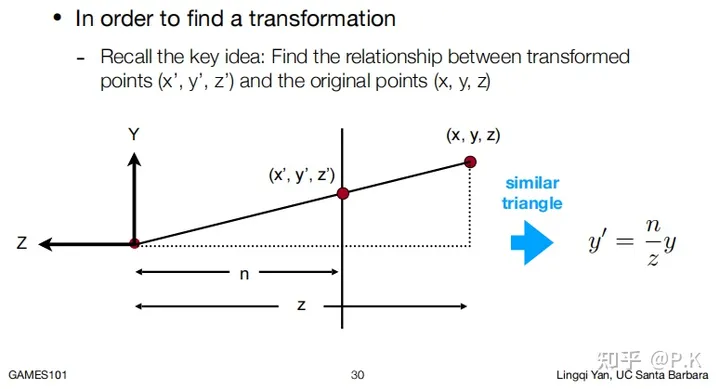 • In order to find a transformation
- Recall the key idea: Find the relationship between transformed
points (x’, y’, z’) and the original points (x, y, z)
Y
(x, y, z)
(x’, y’, z’)
similar
triangle
Z
y′ = n/z y
n
z
GAMES101
30
Lingqi Yan, UC Santa Barbara
知乎 @P.K